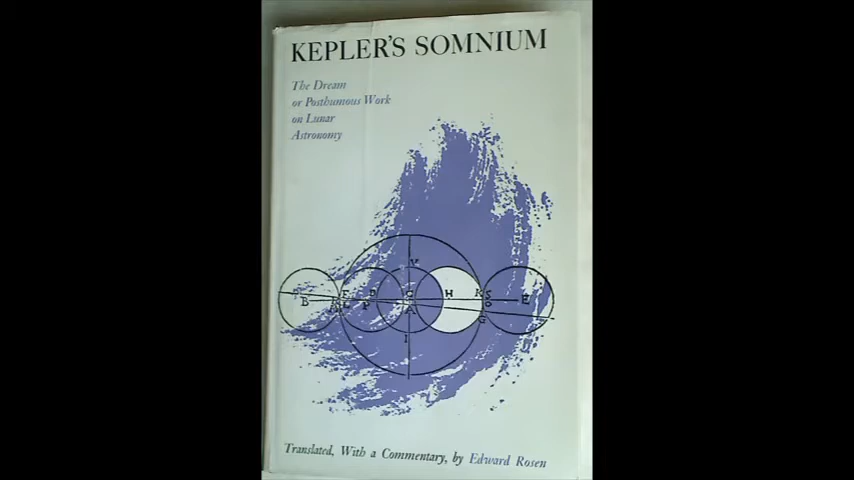 KEPLER'S SOMNIUM
The Dream
or Posthumous Work
on Lunar
Astronomy
V
B
E
D
P
C
A
H
K
S
O
G
E
I
Translated, With a Commentary, by Edward Rosen